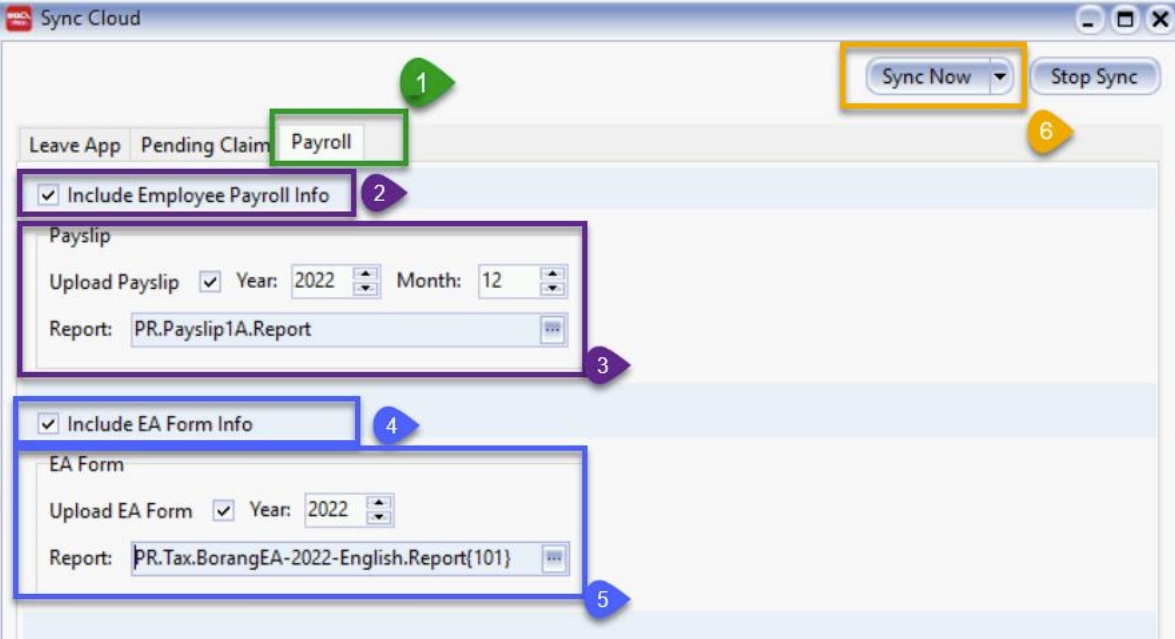 Sync Cloud
Sync Now
Stop Sync
1
6
Leave App Pending Claim Payroll
Include Employee Payroll Info
2
Payslip
Upload Payslip Year: 2022 Month: 12
Report: PR.Payslip1A.Report
3
Include EA Form Info
4
EA Form
Upload EA Form Year: 2022
Report: PR.Tax.BorangEA-2022-English.Report{101}
5